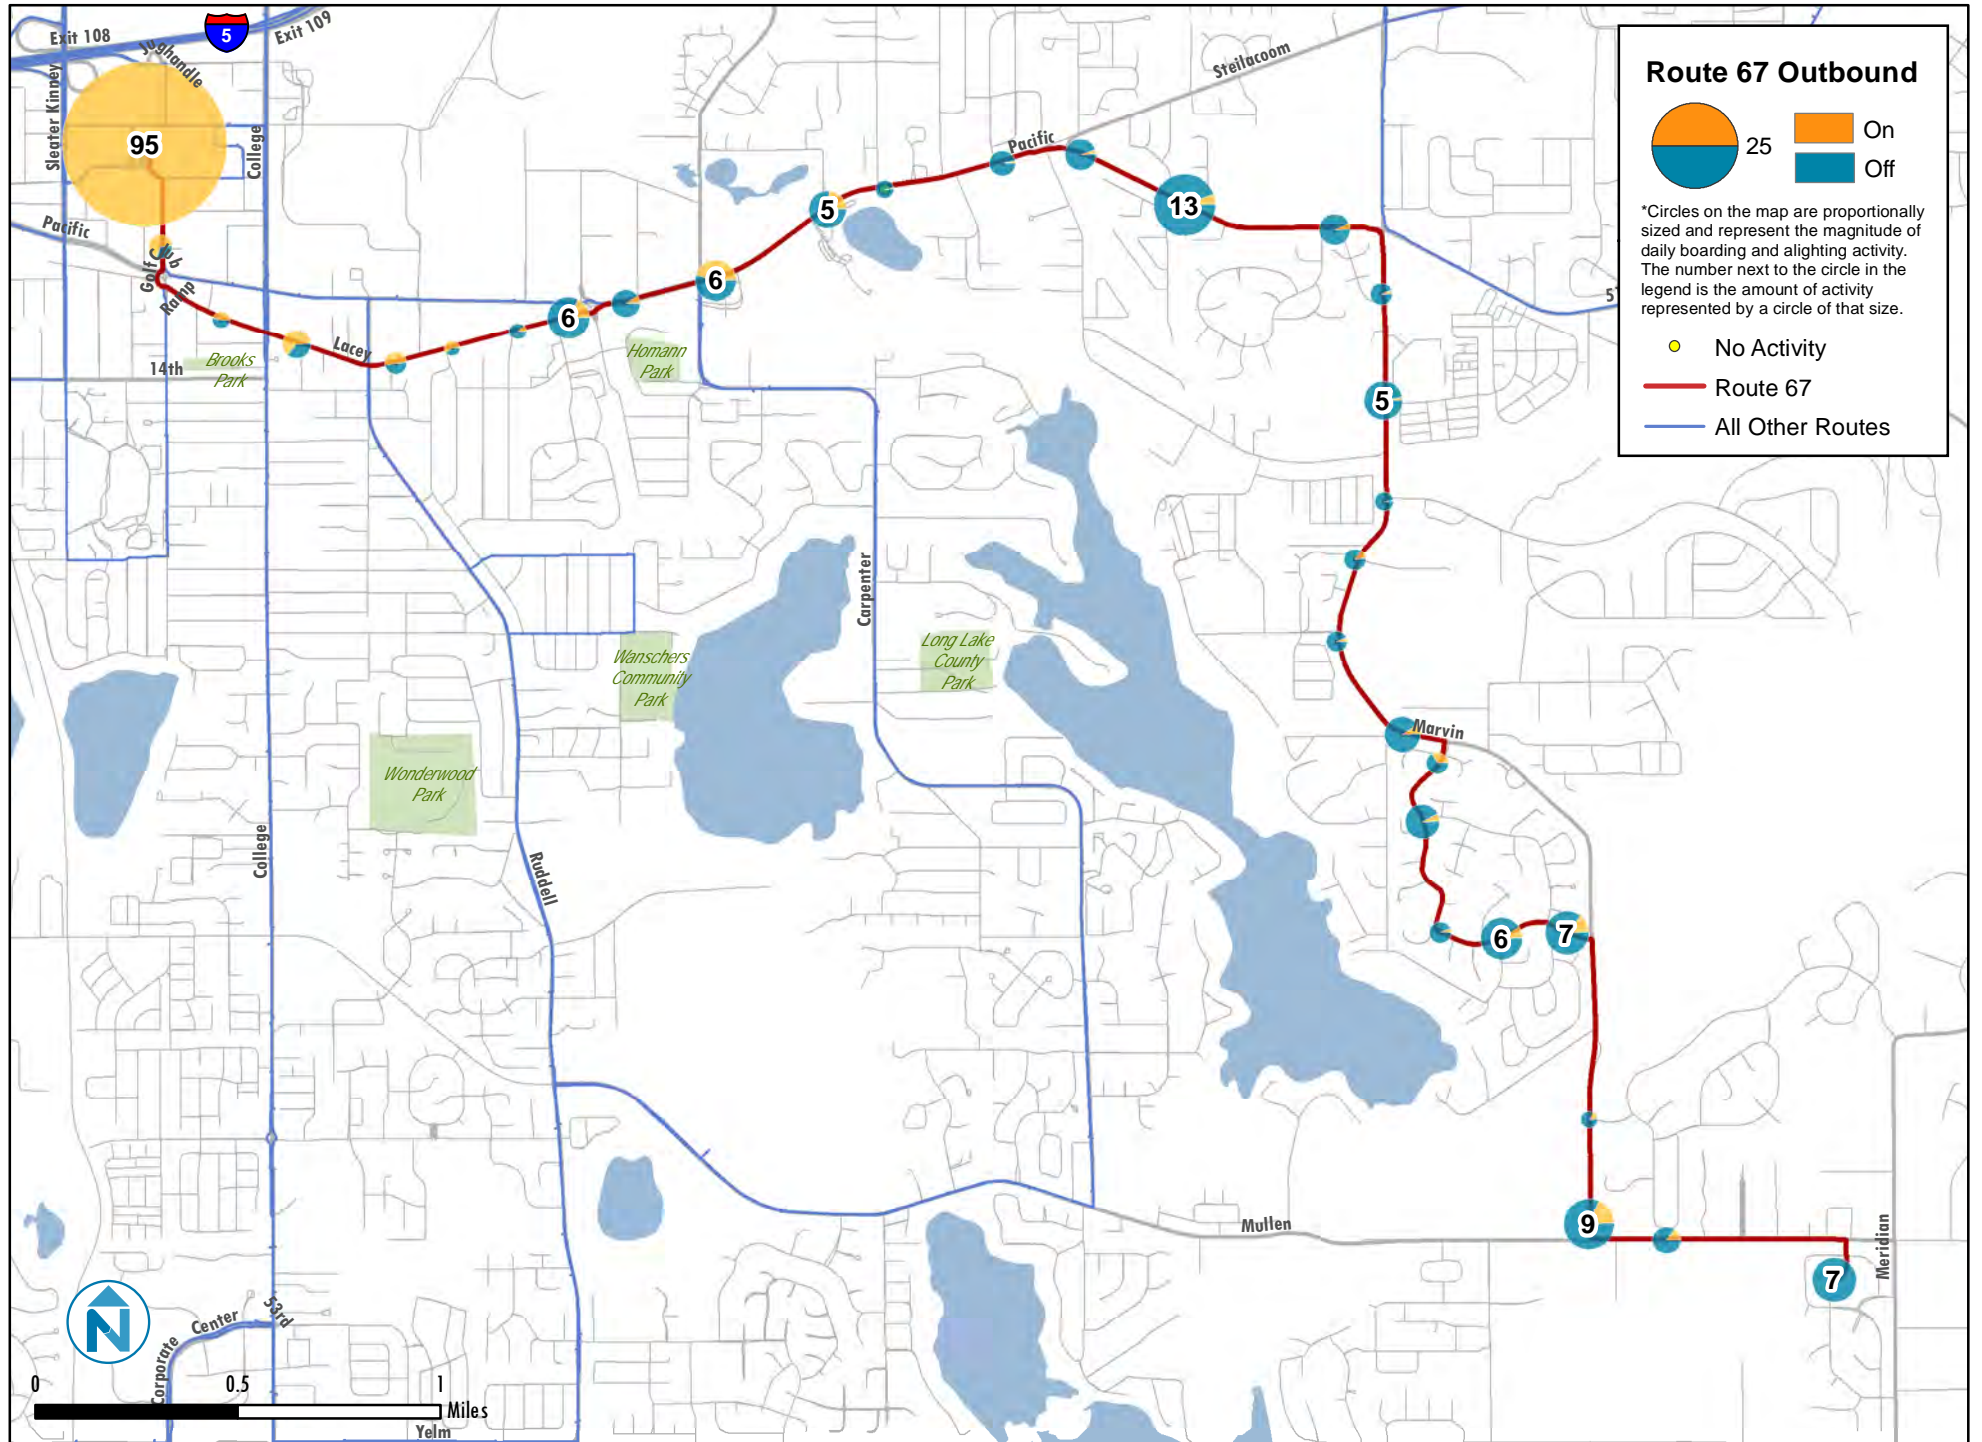 Exit 108
5
Exit 109
Jughandle
Sleater Kinney
95
College
Pacific
Golf Club
Ramp
14th
Brooks
Park
Lacey
6
Homann
Park
6
5
Pacific
Steilacoom
13
5
Route 67 Outbound
25
On
Off
*Circles on the map are proportionally
sized and represent the magnitude of
daily boarding and alighting activity.
The number next to the circle in the
legend is the amount of activity
represented by a circle of that size.
No Activity
Route 67
All Other Routes
Carpenter
Wanschers
Community
Park
Long Lake
County
Park
Wonderwood
Park
Marvin
College
Ruddell
6
7
Mullen
9
7
Meridian
N
Corporate Center
53rd
0 0.5 1
Miles
Yelm